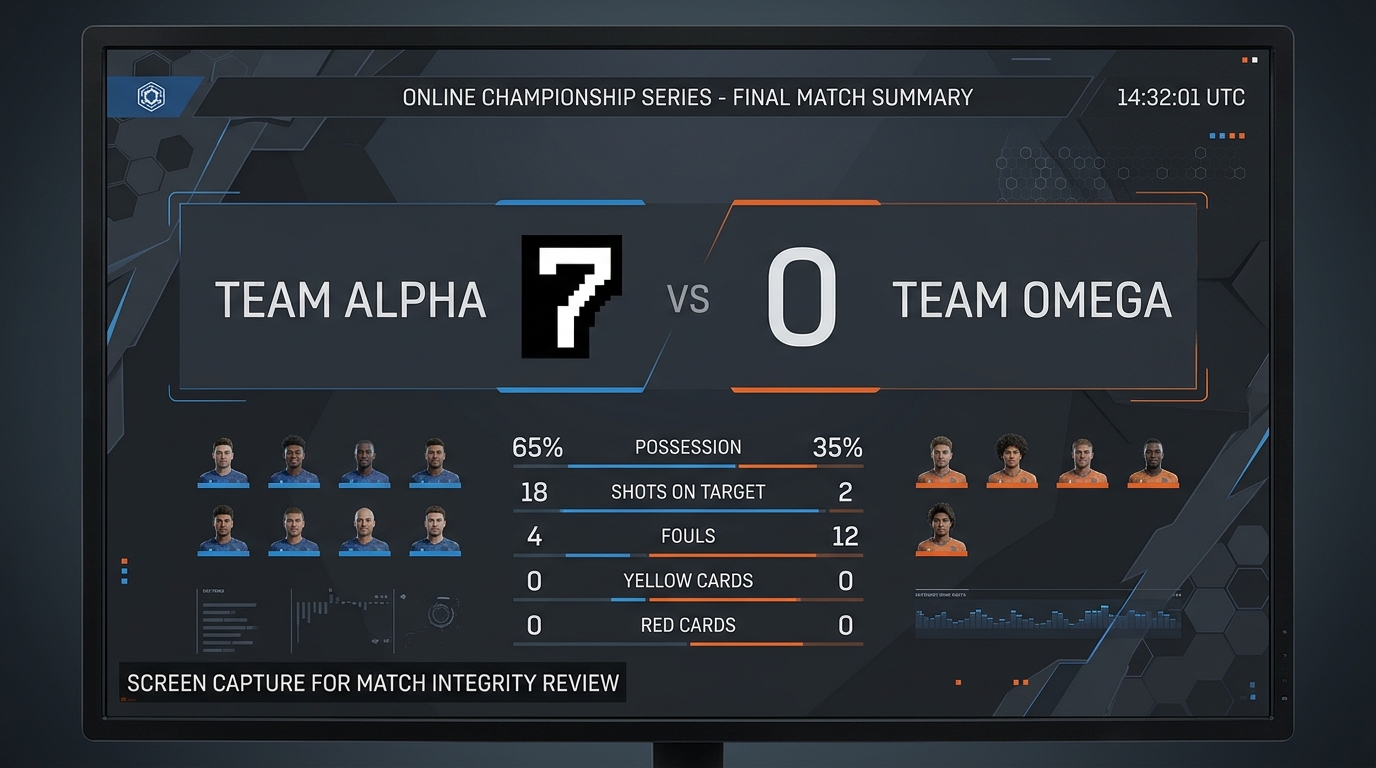 ONLINE CHAMPIONSHIP SERIES - FINAL MATCH SUMMARY 14:32:01 UTC
TEAM ALPHA 7 VS 0 TEAM OMEGA
65% POSSESSION 35%
18 SHOTS ON TARGET 2
4 FOULS 12
0 YELLOW CARDS 0
0 RED CARDS 0
SCREEN CAPTURE FOR MATCH INTEGRITY REVIEW